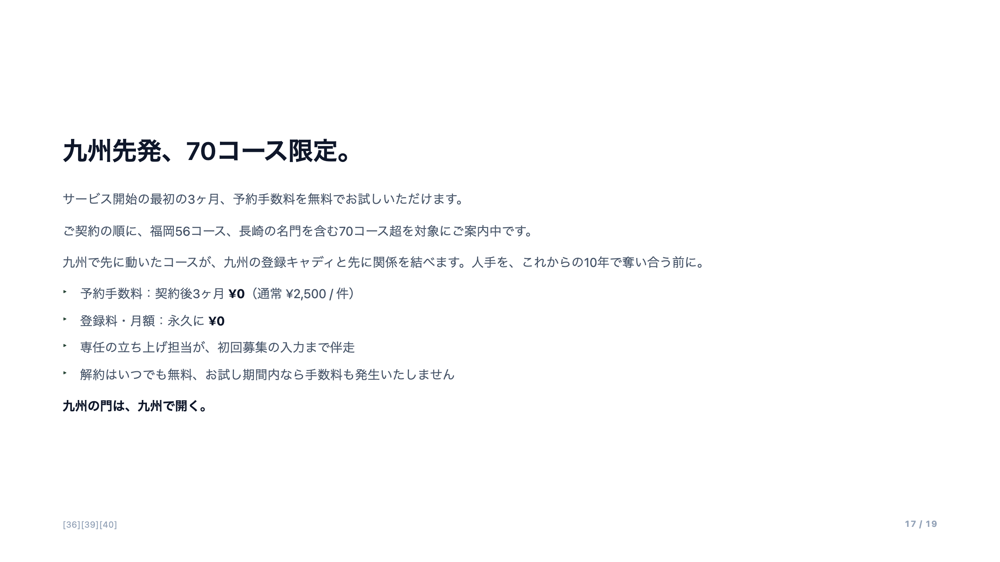 九州先発、70コース限定。
サービス開始の最初の3ヶ月、予約手数料を無料でお試しいただけます。
ご契約の順に、福岡56コース、長崎の名門を含む70コース超を対象にご案内中です。
九州で先に動いたコースが、九州の登録キャディと先に関係を結べます。人手を、これからの10年で奪い合う前に。
‣ 予約手数料：契約後3ヶ月 ¥0（通常 ¥2,500 / 件）
‣ 登録料・月額：永久に ¥0
‣ 専任の立ち上げ担当が、初回募集の入力まで伴走
‣ 解約はいつでも無料、お試し期間内なら手数料も発生いたしません
九州の門は、九州で開く。
[36][39][40]
17 / 19